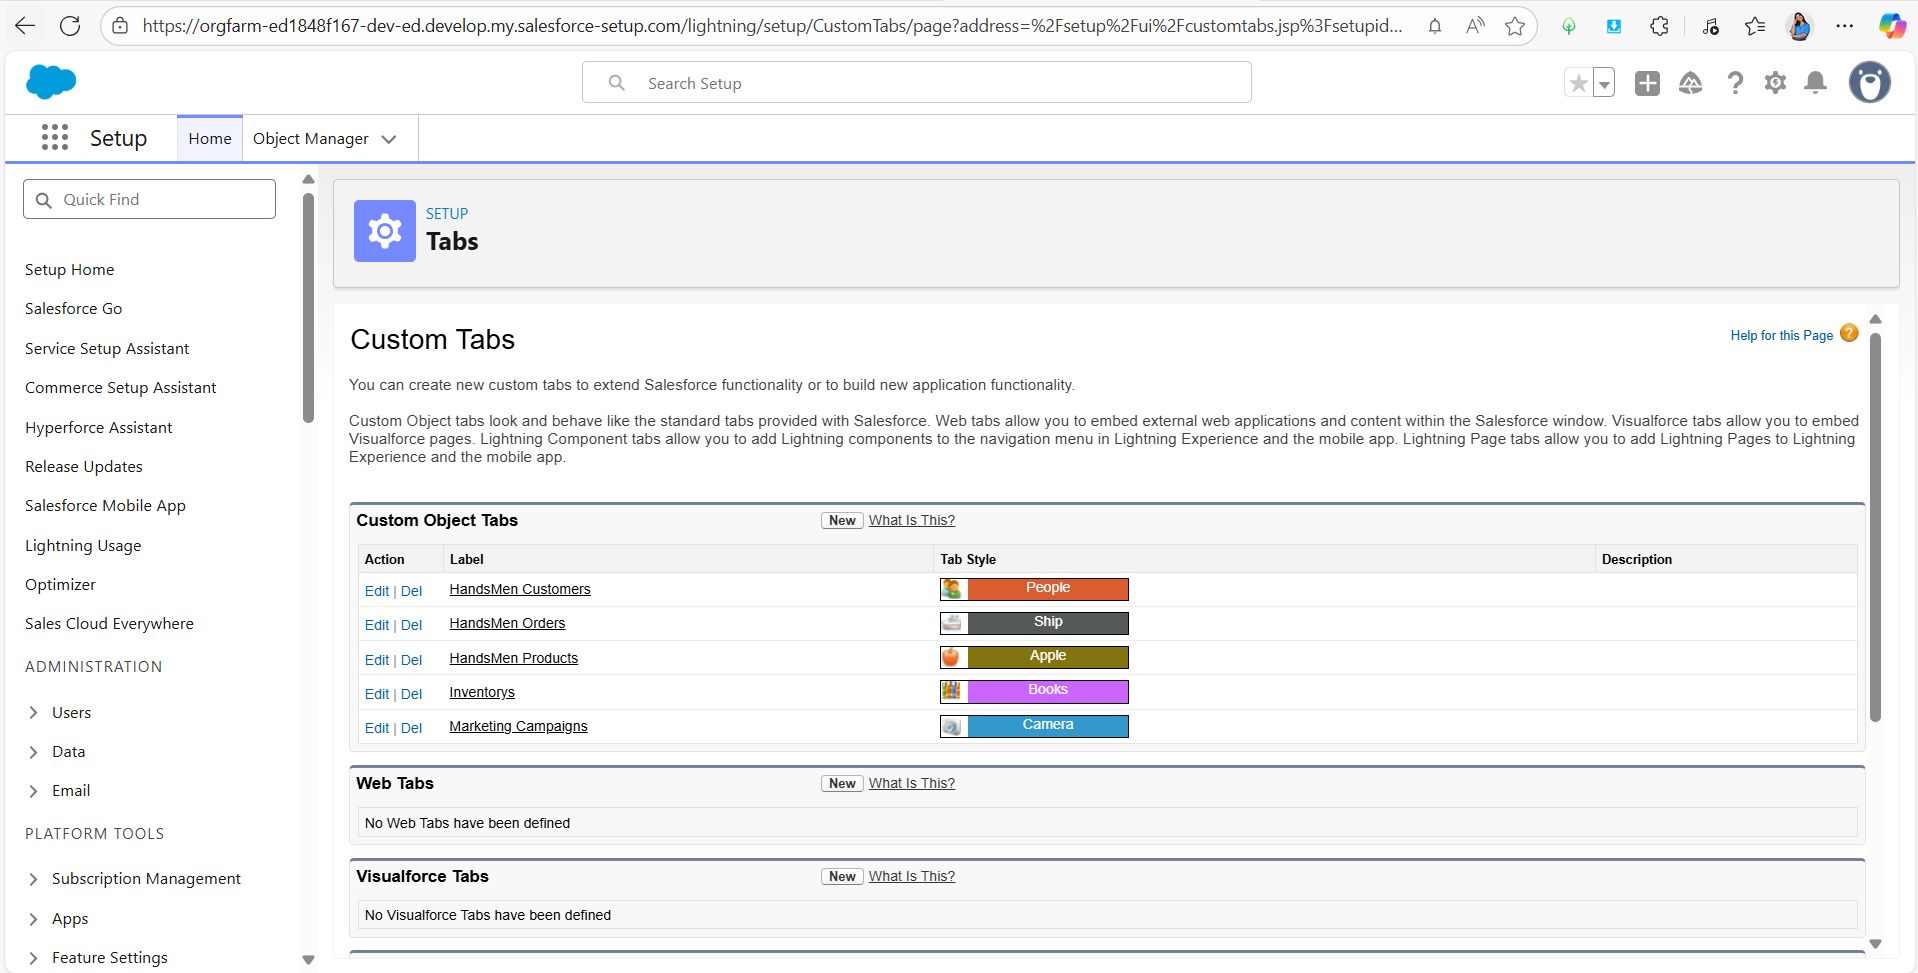 https://orgfarm-ed1848f167-dev-ed.develop.my.salesforce-setup.com/lightning/setup/CustomTabs/page?address=%2Fsetup%2Fui%2Fcustomtabs.jsp%3Fsetupid...
Search Setup
Setup
Home
Object Manager
Quick Find
Setup Home
Salesforce Go
Service Setup Assistant
Commerce Setup Assistant
Hyperforce Assistant
Release Updates
Salesforce Mobile App
Lightning Usage
Optimizer
Sales Cloud Everywhere
ADMINISTRATION
Users
Data
Email
PLATFORM TOOLS
Subscription Management
Apps
Feature Settings
SETUP
Tabs
Custom Tabs
Help for this Page ?
You can create new custom tabs to extend Salesforce functionality or to build new application functionality.
Custom Object tabs look and behave like the standard tabs provided with Salesforce. Web tabs allow you to embed external web applications and content within the Salesforce window. Visualforce tabs allow you to embed
Visualforce pages. Lightning Component tabs allow you to add Lightning components to the navigation menu in Lightning Experience and the mobile app. Lightning Page tabs allow you to add Lightning Pages to Lightning
Experience and the mobile app.
Custom Object Tabs New What Is This?
Action Label Tab Style Description
Edit | Del HandsMen Customers People
Edit | Del HandsMen Orders Ship
Edit | Del HandsMen Products Apple
Edit | Del Inventorys Books
Edit | Del Marketing Campaigns Camera
Web Tabs New What Is This?
No Web Tabs have been defined
Visualforce Tabs New What Is This?
No Visualforce Tabs have been defined